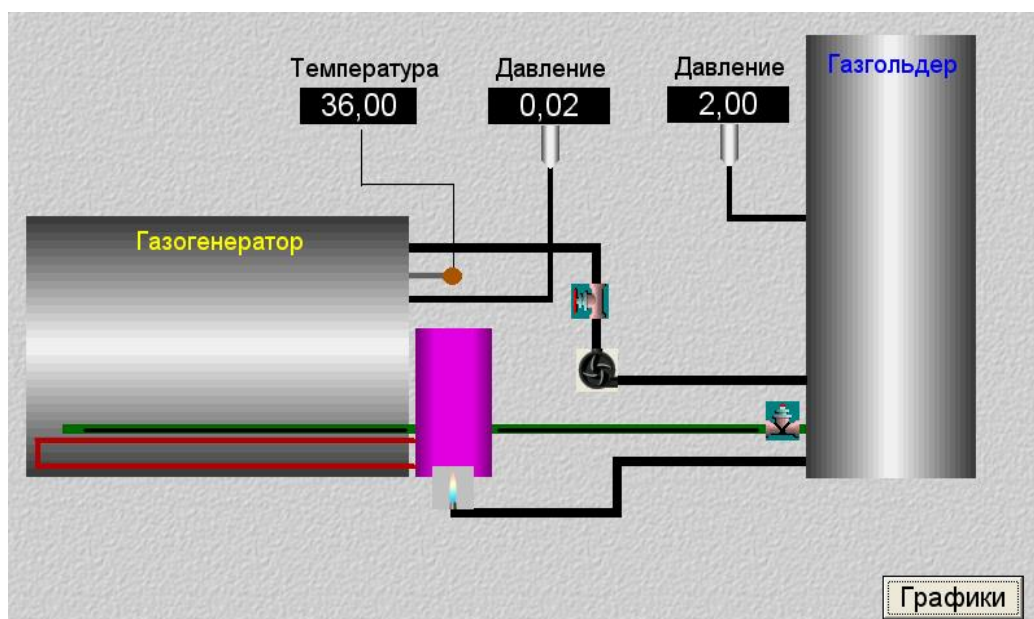 Температура
36,00
Давление
0,02
Давление
2,00
Газгольдер
Газогенератор
Графики